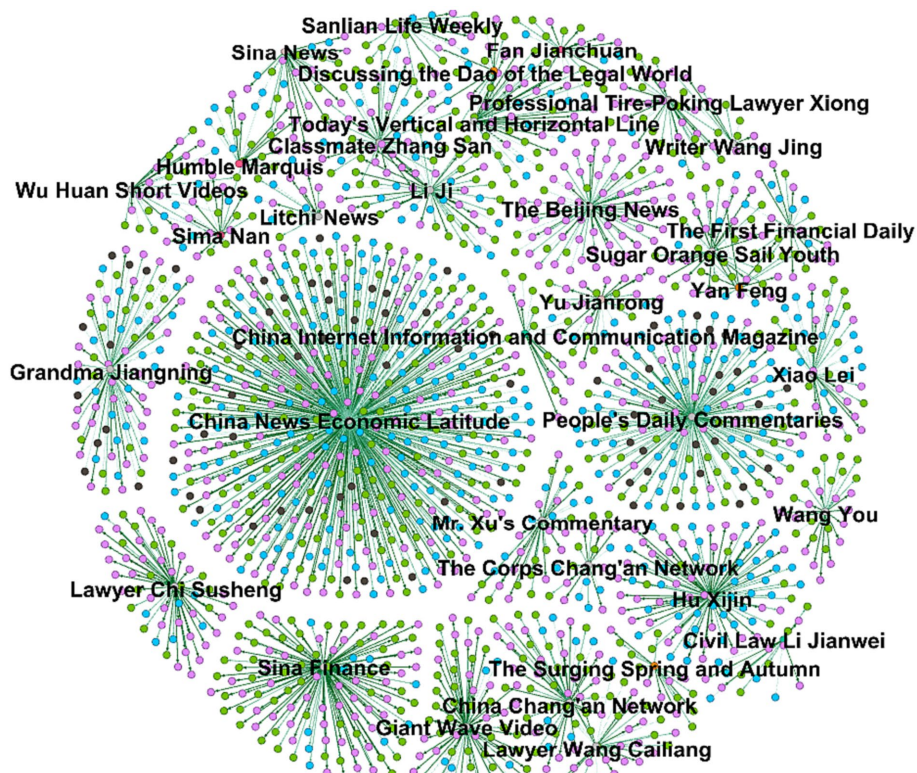 Sanlian Life Weekly
Sina News
Fan Jianchuan
Discussing the Dao of the Legal World
Professional Tire-Poking Lawyer Xiong
Today's Vertical and Horizontal Line
Classmate Zhang San
Writer Wang Jing
Humble Marquis
Wu Huan Short Videos
Li Ji
Litchi News
The Beijing News
Sima Nan
The First Financial Daily
Sugar Orange Sail Youth
Yan Feng
Yu Jianrong
China Internet Information and Communication Magazine
Grandma Jiangning
Xiao Lei
China News Economic Latitude
People's Daily Commentaries
Wang You
Mr. Xu's Commentary
The Corps Chang'an Network
Lawyer Chi Susheng
Hu Xijin
Civil Law Li Jianwei
Sina Finance
The Surging Spring and Autumn
China Chang'an Network
Giant Wave Video
Lawyer Wang Cailiang